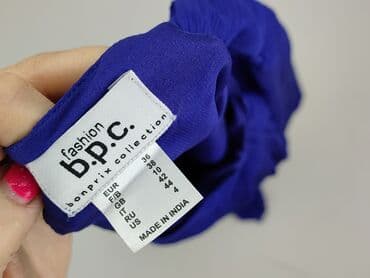 fashion
b.p.c.
bonprix collection
EUR 36
F/B 38
GB 10
IT 42
RU 44
US 4
MADE IN INDIA